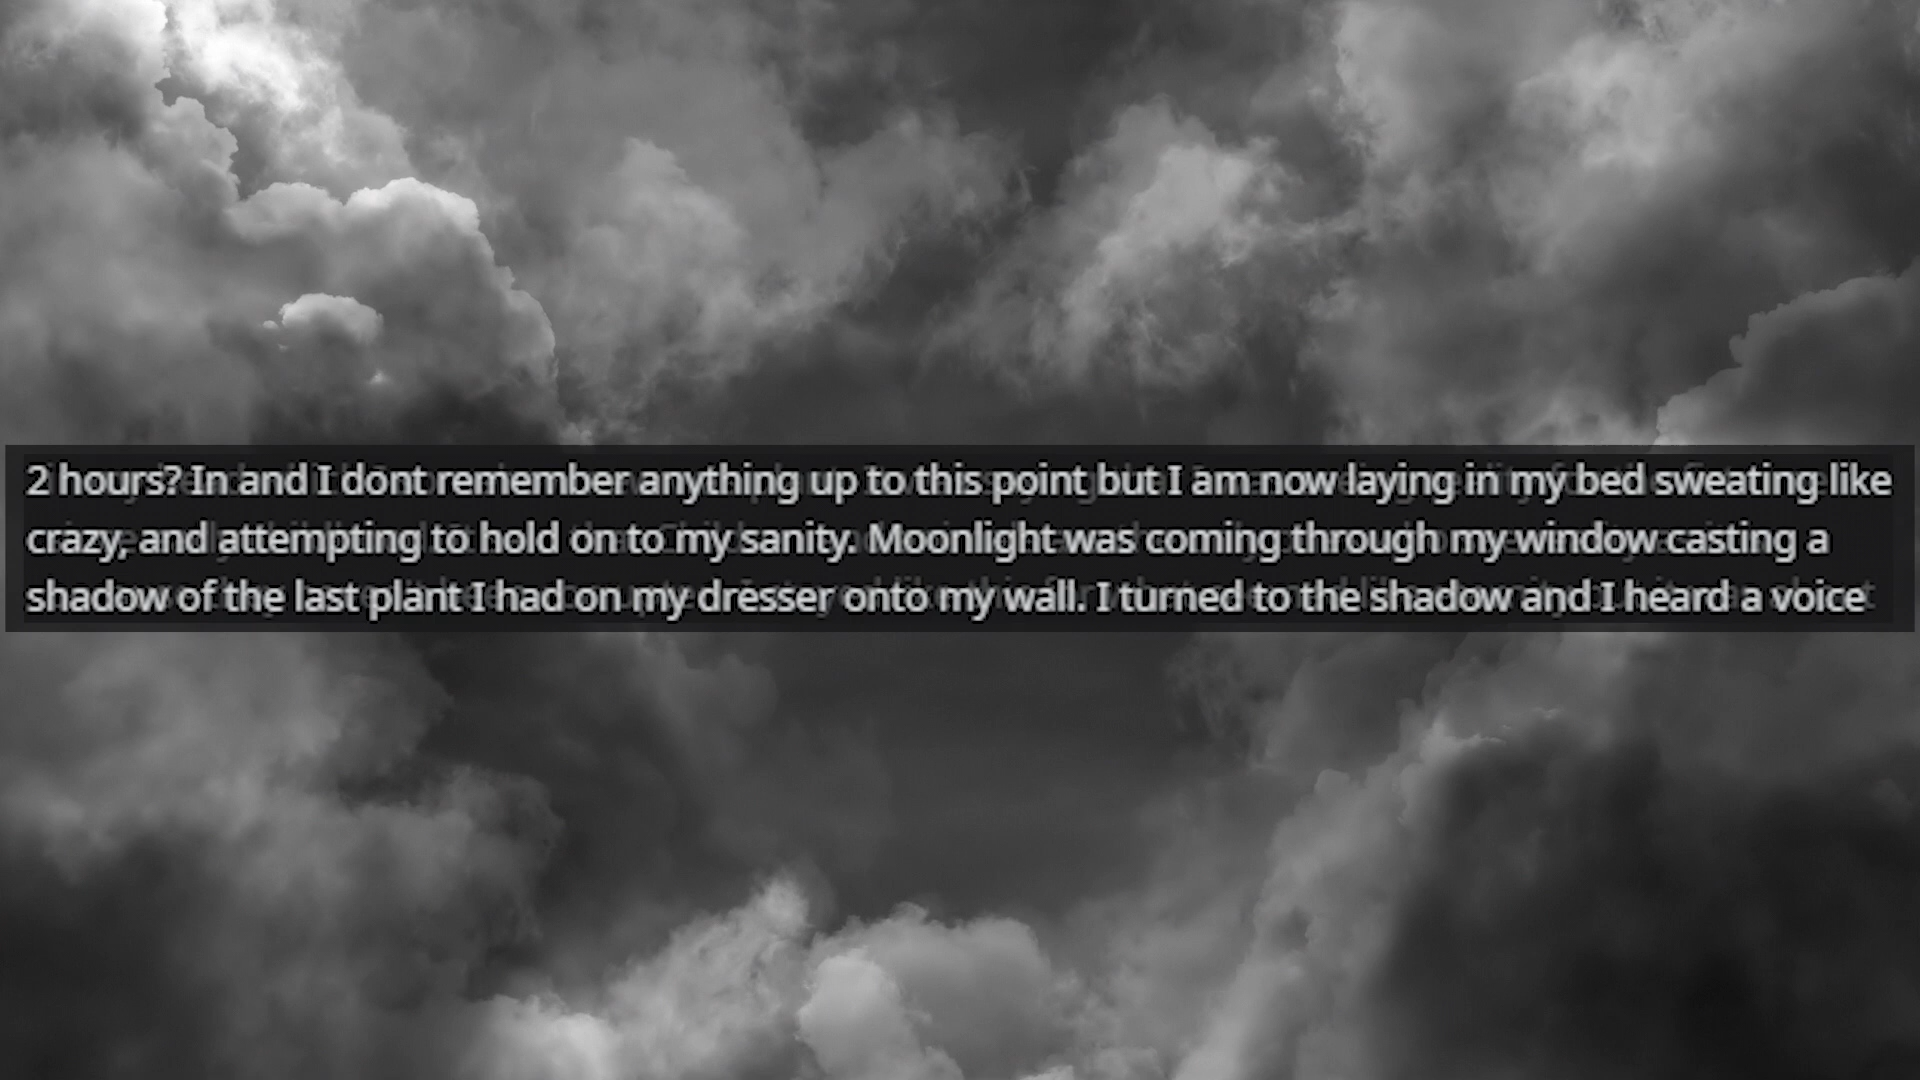 2 hours? In and I dont remember anything up to this point but I am now laying in my bed sweating like
crazy, and attempting to hold on to my sanity. Moonlight was coming through my window casting a
shadow of the last plant I had on my dresser onto my wall. I turned to the shadow and I heard a voice